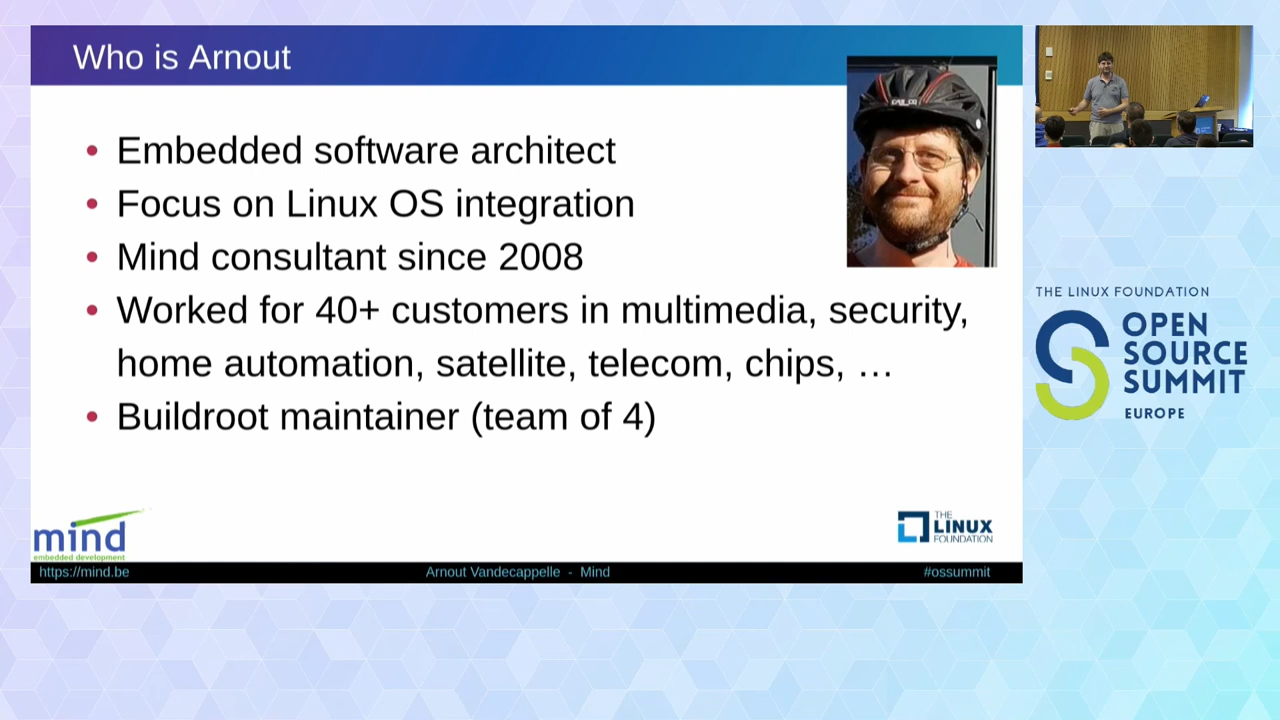 Who is Arnout
• Embedded software architect
• Focus on Linux OS integration
• Mind consultant since 2008
• Worked for 40+ customers in multimedia, security,
home automation, satellite, telecom, chips, …
• Buildroot maintainer (team of 4)
mind
embedded development
THE
LINUX
FOUNDATION
https://mind.be
Arnout Vandecappelle - Mind
#ossummit
THE LINUX FOUNDATION
OPEN
SOURCE
SUMMIT
EUROPE